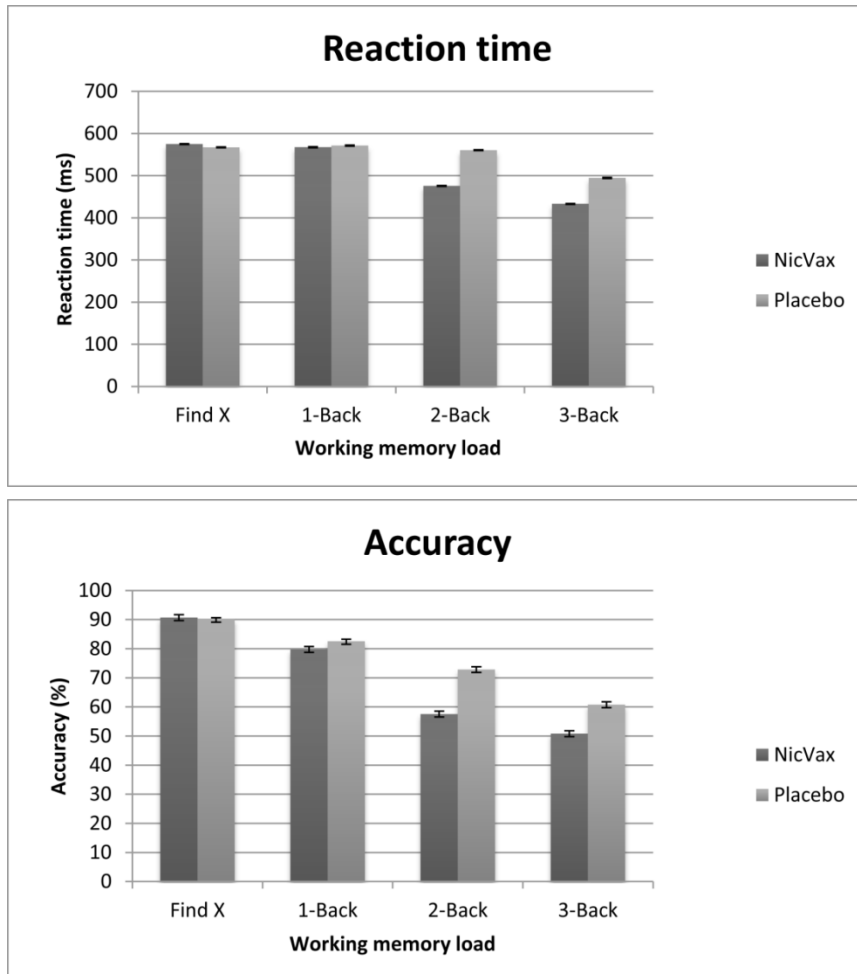 Reaction time
700
600
500
400
300
200
100
0
Reaction time (ms)
Find X 1-Back 2-Back 3-Back
Working memory load
NicVax
Placebo
Accuracy
100
90
80
70
60
50
40
30
20
10
0
Accuracy (%)
Find X 1-Back 2-Back 3-Back
Working memory load
NicVax
Placebo